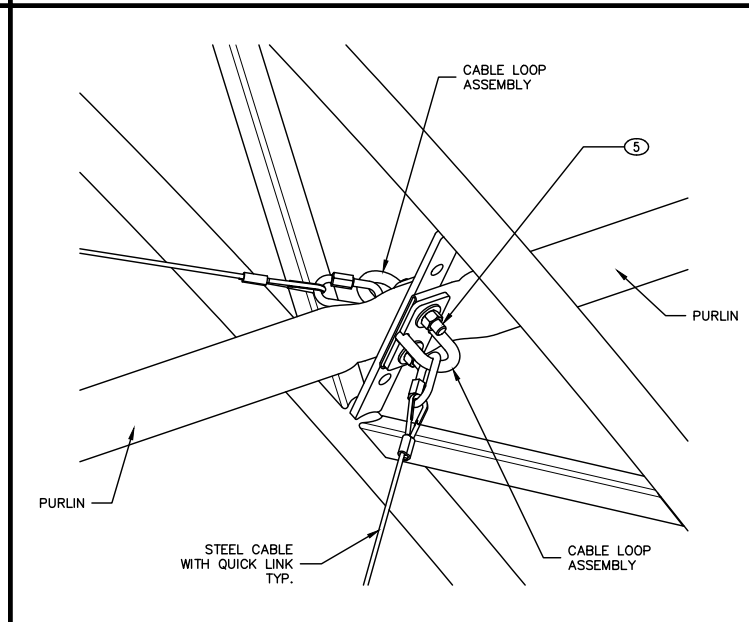 CABLE LOOP
ASSEMBLY
5
PURLIN
PURLIN
STEEL CABLE
WITH QUICK LINK
TYP.
CABLE LOOP
ASSEMBLY